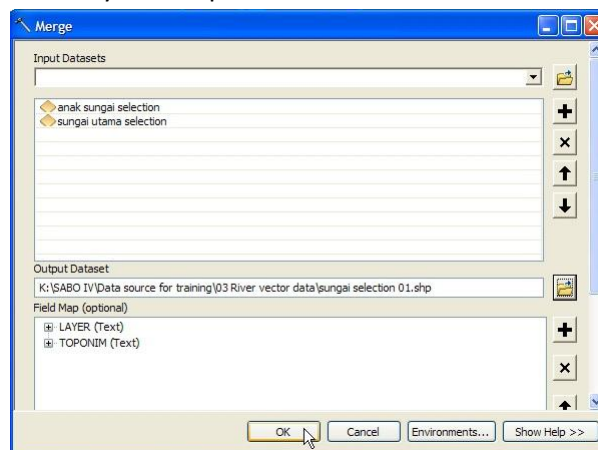 Merge
Input Datasets
anak sungai selection
sungai utama selection
Output Dataset
K:\SABO IV\Data source for training\03 River vector data\sungai selection 01.shp
Field Map (optional)
LAYER (Text)
TOPONIM (Text)
OK
Cancel
Environments...
Show Help >>